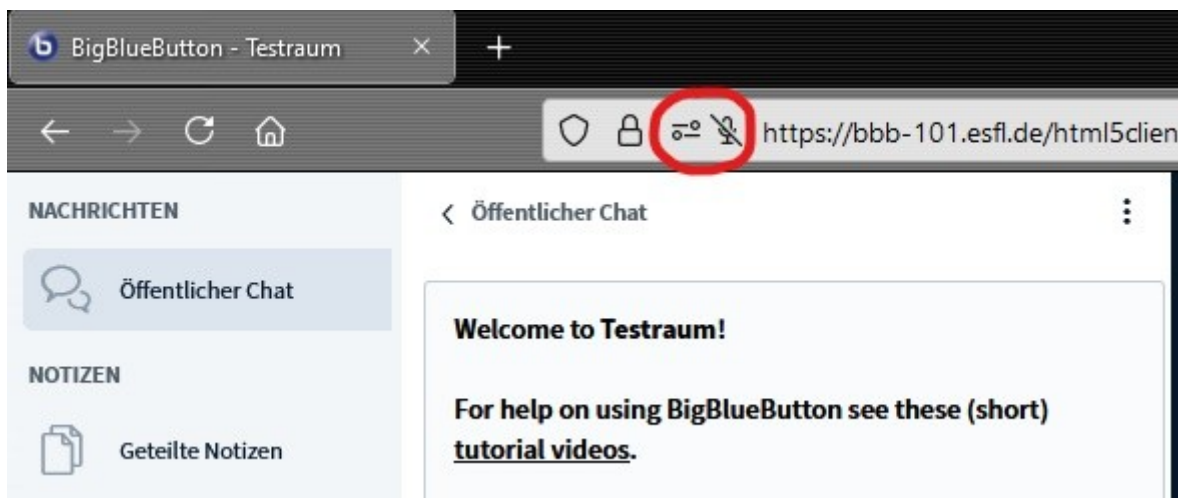 BigBlueButton - Testraum
https://bbb-101.esfl.de/html5clien
NACHRICHTEN
Öffentlicher Chat
NOTIZEN
Geteilte Notizen
Öffentlicher Chat
Welcome to Testraum!
For help on using BigBlueButton see these (short)
tutorial videos.